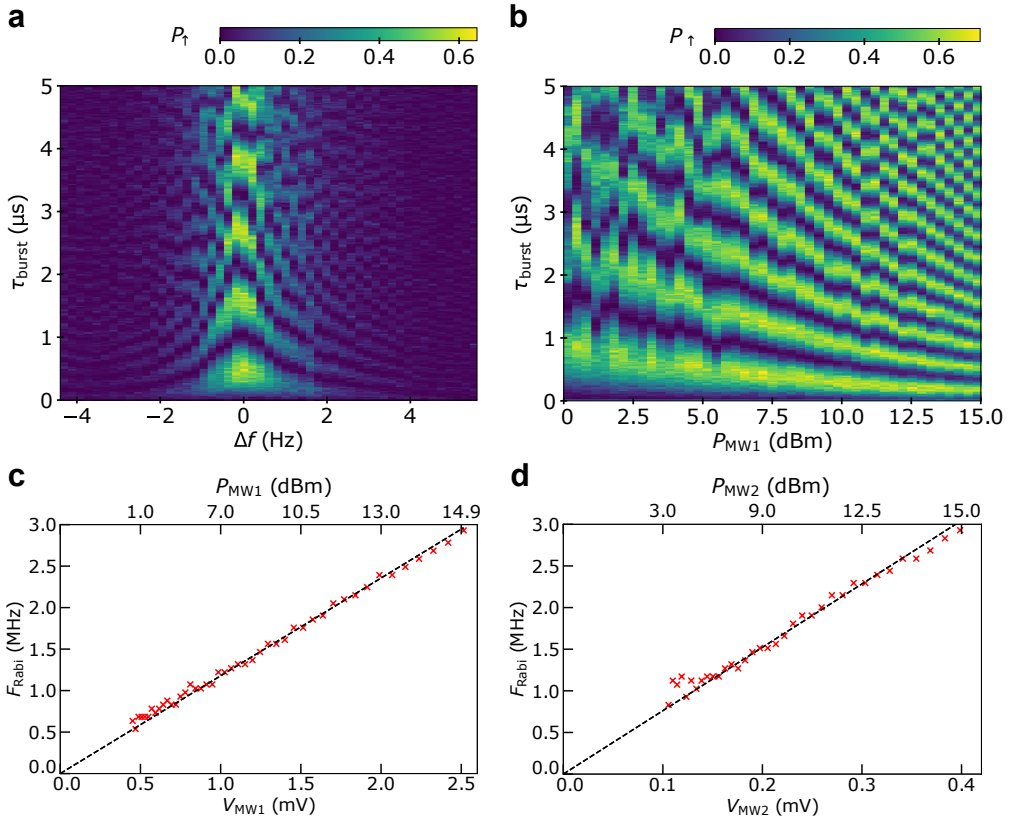 a
P↑ 0.0 0.2 0.4 0.6
5
4
3
2
1
0
τburst (µs)
−4 −2 0 2 4
Δf (Hz)
b
P↑ 0.0 0.2 0.4 0.6
5
4
3
2
1
0
τburst (µs)
0 2.5 5.0 7.5 10.0 12.5 15.0
PMW1 (dBm)
c
PMW1 (dBm)
1.0 7.0 10.5 13.0 14.9
3.0
2.5
2.0
1.5
1.0
0.5
0.0
FRabi (MHz)
0.0 0.5 1.0 1.5 2.0 2.5
VMW1 (mV)
d
PMW2 (dBm)
3.0 9.0 12.5 15.0
3.0
2.5
2.0
1.5
1.0
0.5
0.0
FRabi (MHz)
0.0 0.1 0.2 0.3 0.4
VMW2 (mV)